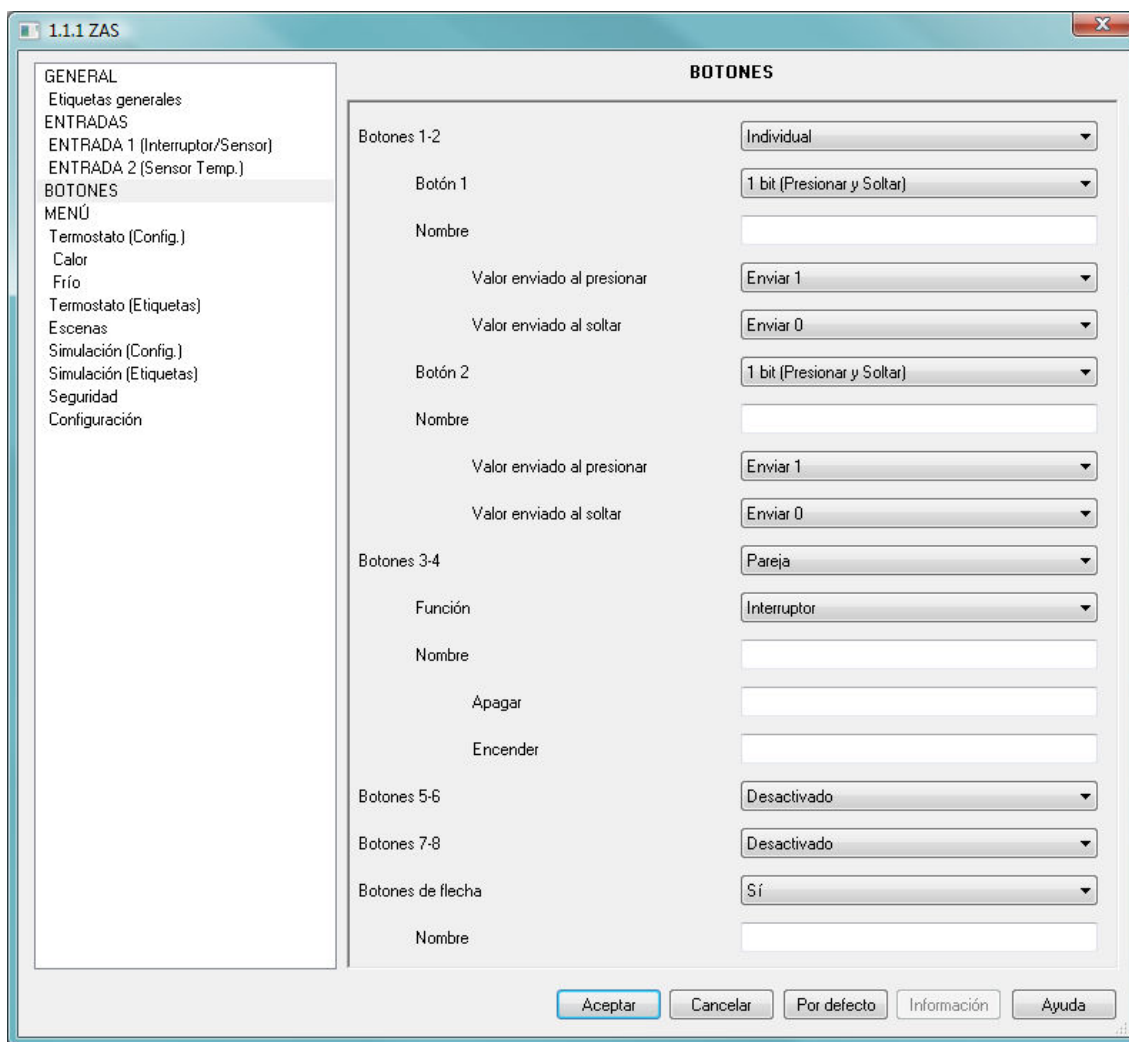 1.1.1 ZAS
GENERAL
Etiquetas generales
ENTRADAS
ENTRADA 1 (Interruptor/Sensor)
ENTRADA 2 (Sensor Temp.)
BOTONES
MENÚ
Termostato (Config.)
Calor
Frío
Termostato (Etiquetas)
Escenas
Simulación (Config.)
Simulación (Etiquetas)
Seguridad
Configuración
BOTONES
Botones 1-2 Individual
Botón 1 1 bit (Presionar y Soltar)
Nombre
Valor enviado al presionar Enviar 1
Valor enviado al soltar Enviar 0
Botón 2 1 bit (Presionar y Soltar)
Nombre
Valor enviado al presionar Enviar 1
Valor enviado al soltar Enviar 0
Botones 3-4 Pareja
Función Interruptor
Nombre
Apagar
Encender
Botones 5-6 Desactivado
Botones 7-8 Desactivado
Botones de flecha Sí
Nombre
Aceptar Cancelar Por defecto Información Ayuda